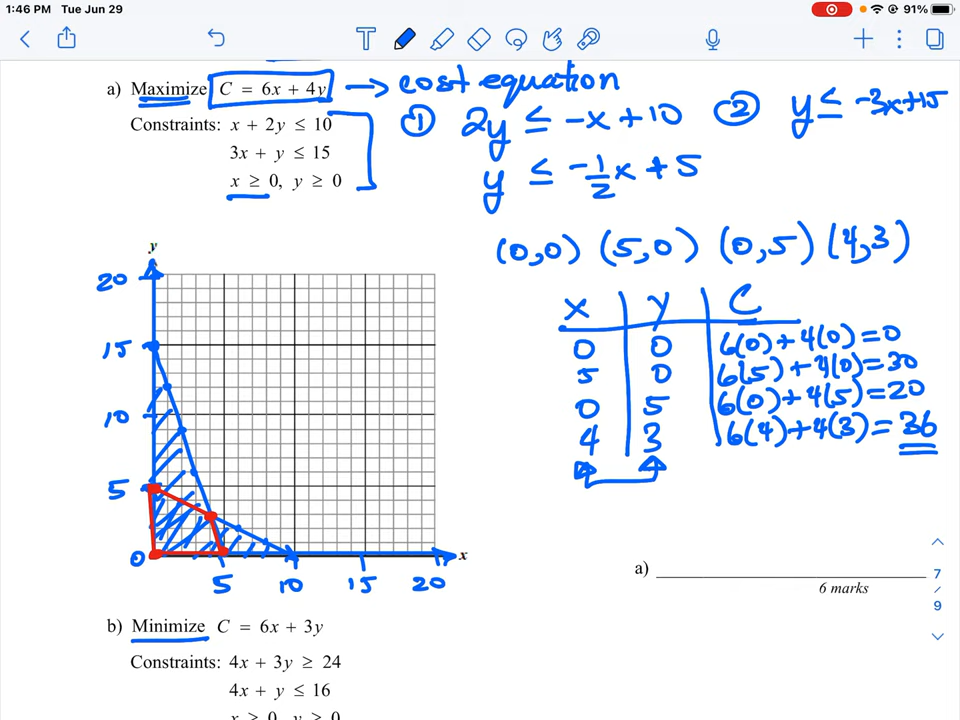 1:46 PM Tue Jun 29
91%
a) Maximize C = 6x + 4y → cost equation
Constraints: x + 2y ≤ 10
3x + y ≤ 15
x ≥ 0, y ≥ 0
① 2y ≤ -x + 10
y ≤ -1/2x + 5
② y ≤ -3x + 15
(0,0) (5,0) (0,5) (4,3)
x y C
0 0 6(0)+4(0)=0
5 0 6(5)+4(0)=30
0 5 6(0)+4(5)=20
4 3 6(4)+4(3)=36
y
20
15
10
5
0
5 10 15 20
x
a)
6 marks
7
/
9
b) Minimize C = 6x + 3y
Constraints: 4x + 3y ≥ 24
4x + y ≤ 16
x ≥ 0, y ≥ 0